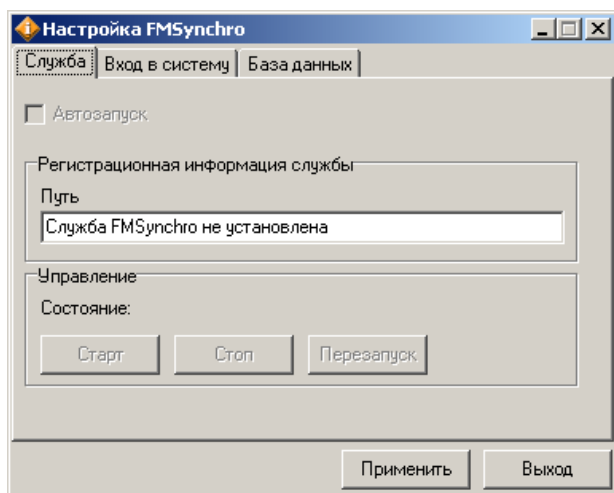 Настройка FMSynchro
Служба Вход в систему База данных
Автозапуск
Регистрационная информация службы
Путь
Служба FMSynchro не установлена
Управление
Состояние:
Старт Стоп Перезапуск
Применить Выход